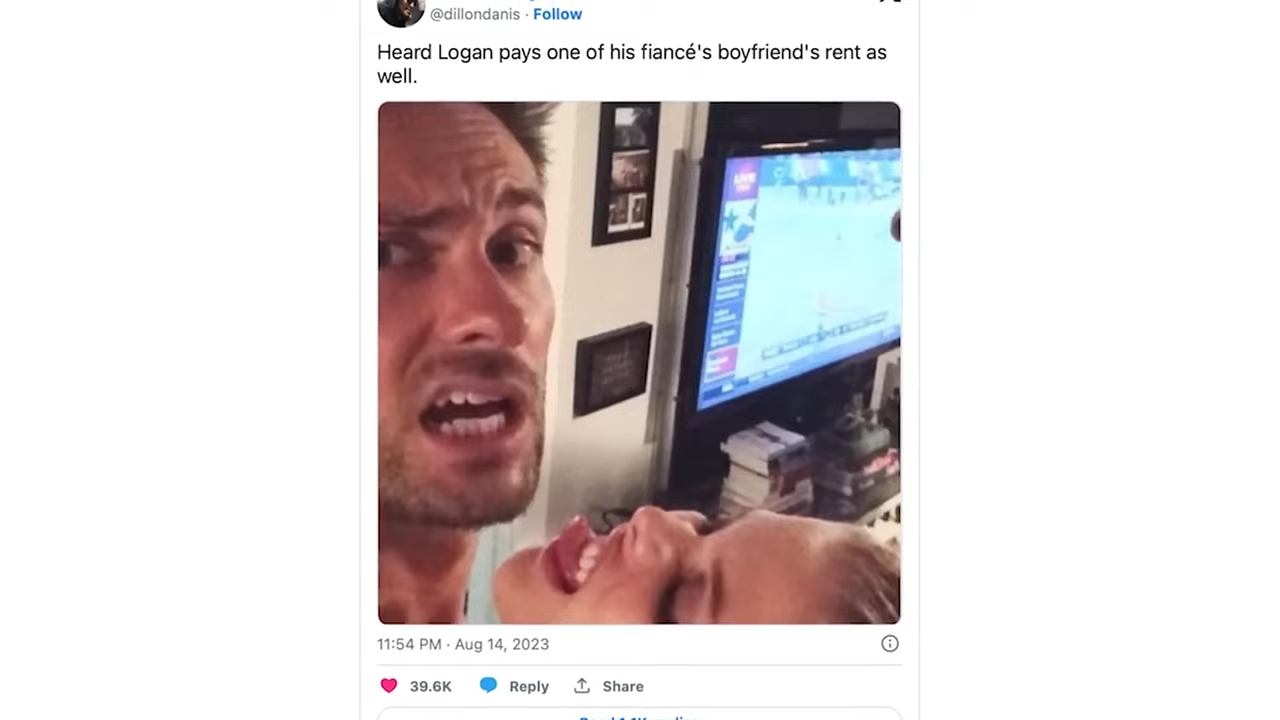 @dillondanis · Follow
Heard Logan pays one of his fiancé's boyfriend's rent as
well.
LIVE
11:54 PM · Aug 14, 2023
39.6K Reply Share